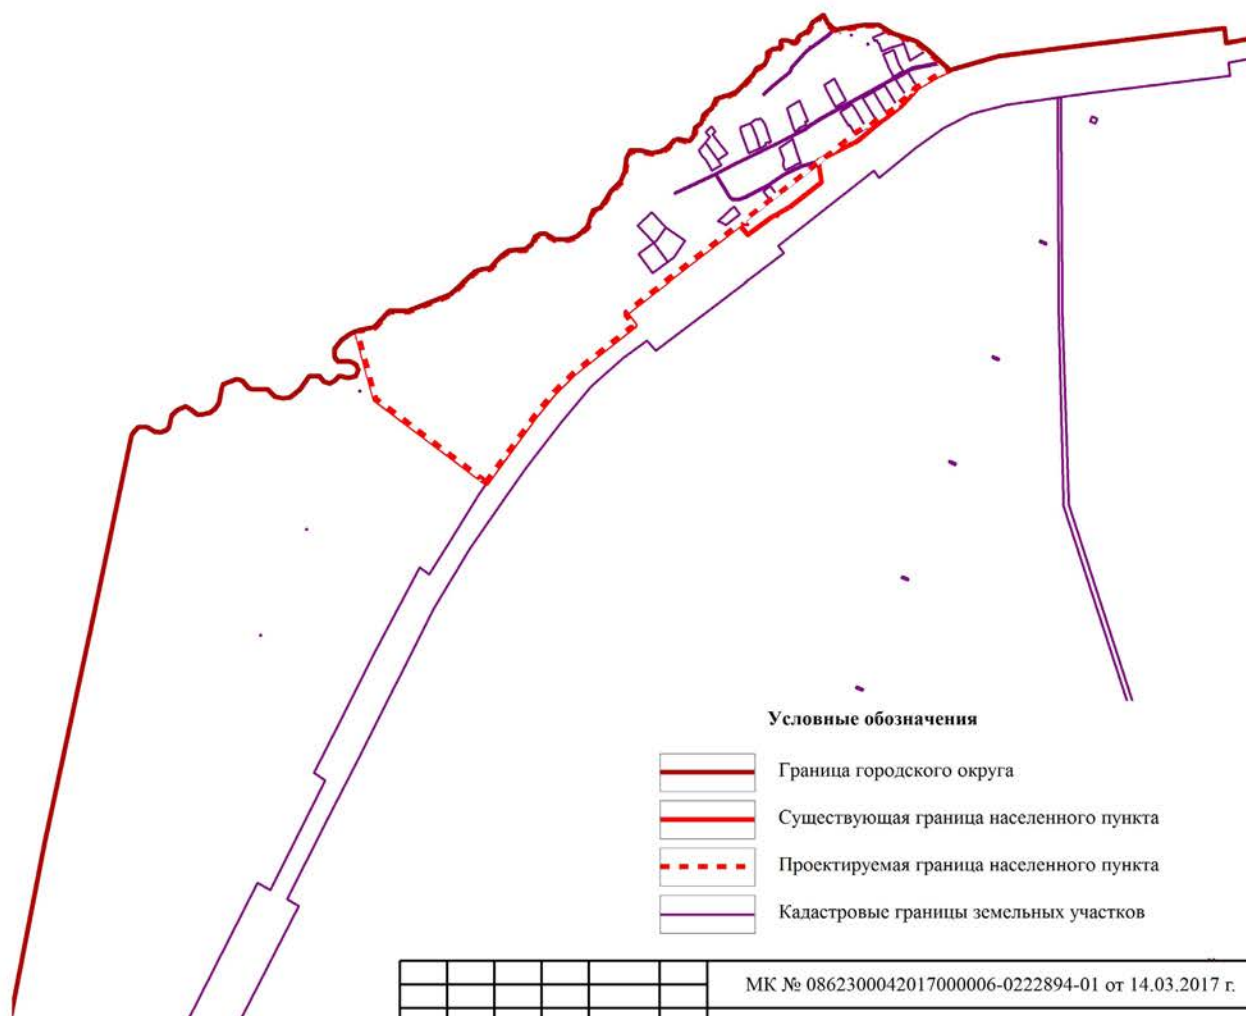 Условные обозначения
Граница городского округа
Существующая граница населенного пункта
Проектируемая граница населенного пункта
Кадастровые границы земельных участков
МК № 0862300042017000006-0222894-01 от 14.03.2017 г.